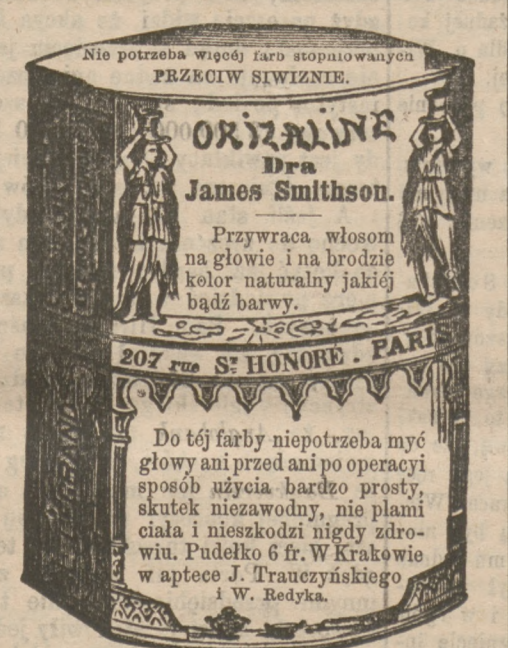 Nie potrzeba więcéj farb stopniowanych
PRZECIW SIWIZNIE.
ORIZALINE
Dra
James Smithson.
Przywraca włosom
na głowie i na brodzie
kolor naturalny jakiéj
bądź barwy.
207 rue ST. HONORÉ. PARIS
Do téj farby niepotrzeba myć
głowy ani przed ani po operacyi
sposób użycia bardzo prosty,
skutek niezawodny, nie plami
ciała i nieszkodzi nigdy zdro-
wiu. Pudełko 6 fr. W Krakowie
w aptece J. Trauczyńskiego
i W. Redyka.